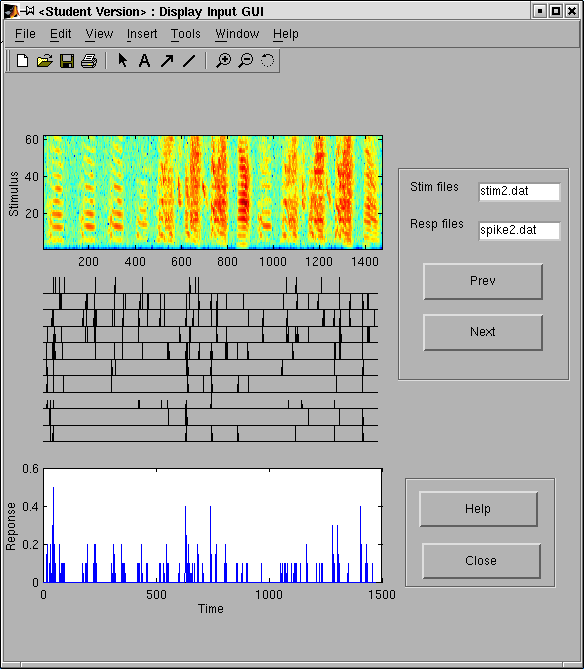 <Student Version> : Display Input GUI
File Edit View Insert Tools Window Help
A
60
40
20
Stimulus
200 400 600 800 1000 1200 1400
Stim files stim2.dat
Resp files spike2.dat
Prev
Next
0.6
0.4
0.2
0
Reponse
0 500 1000 1500
Time
Help
Close